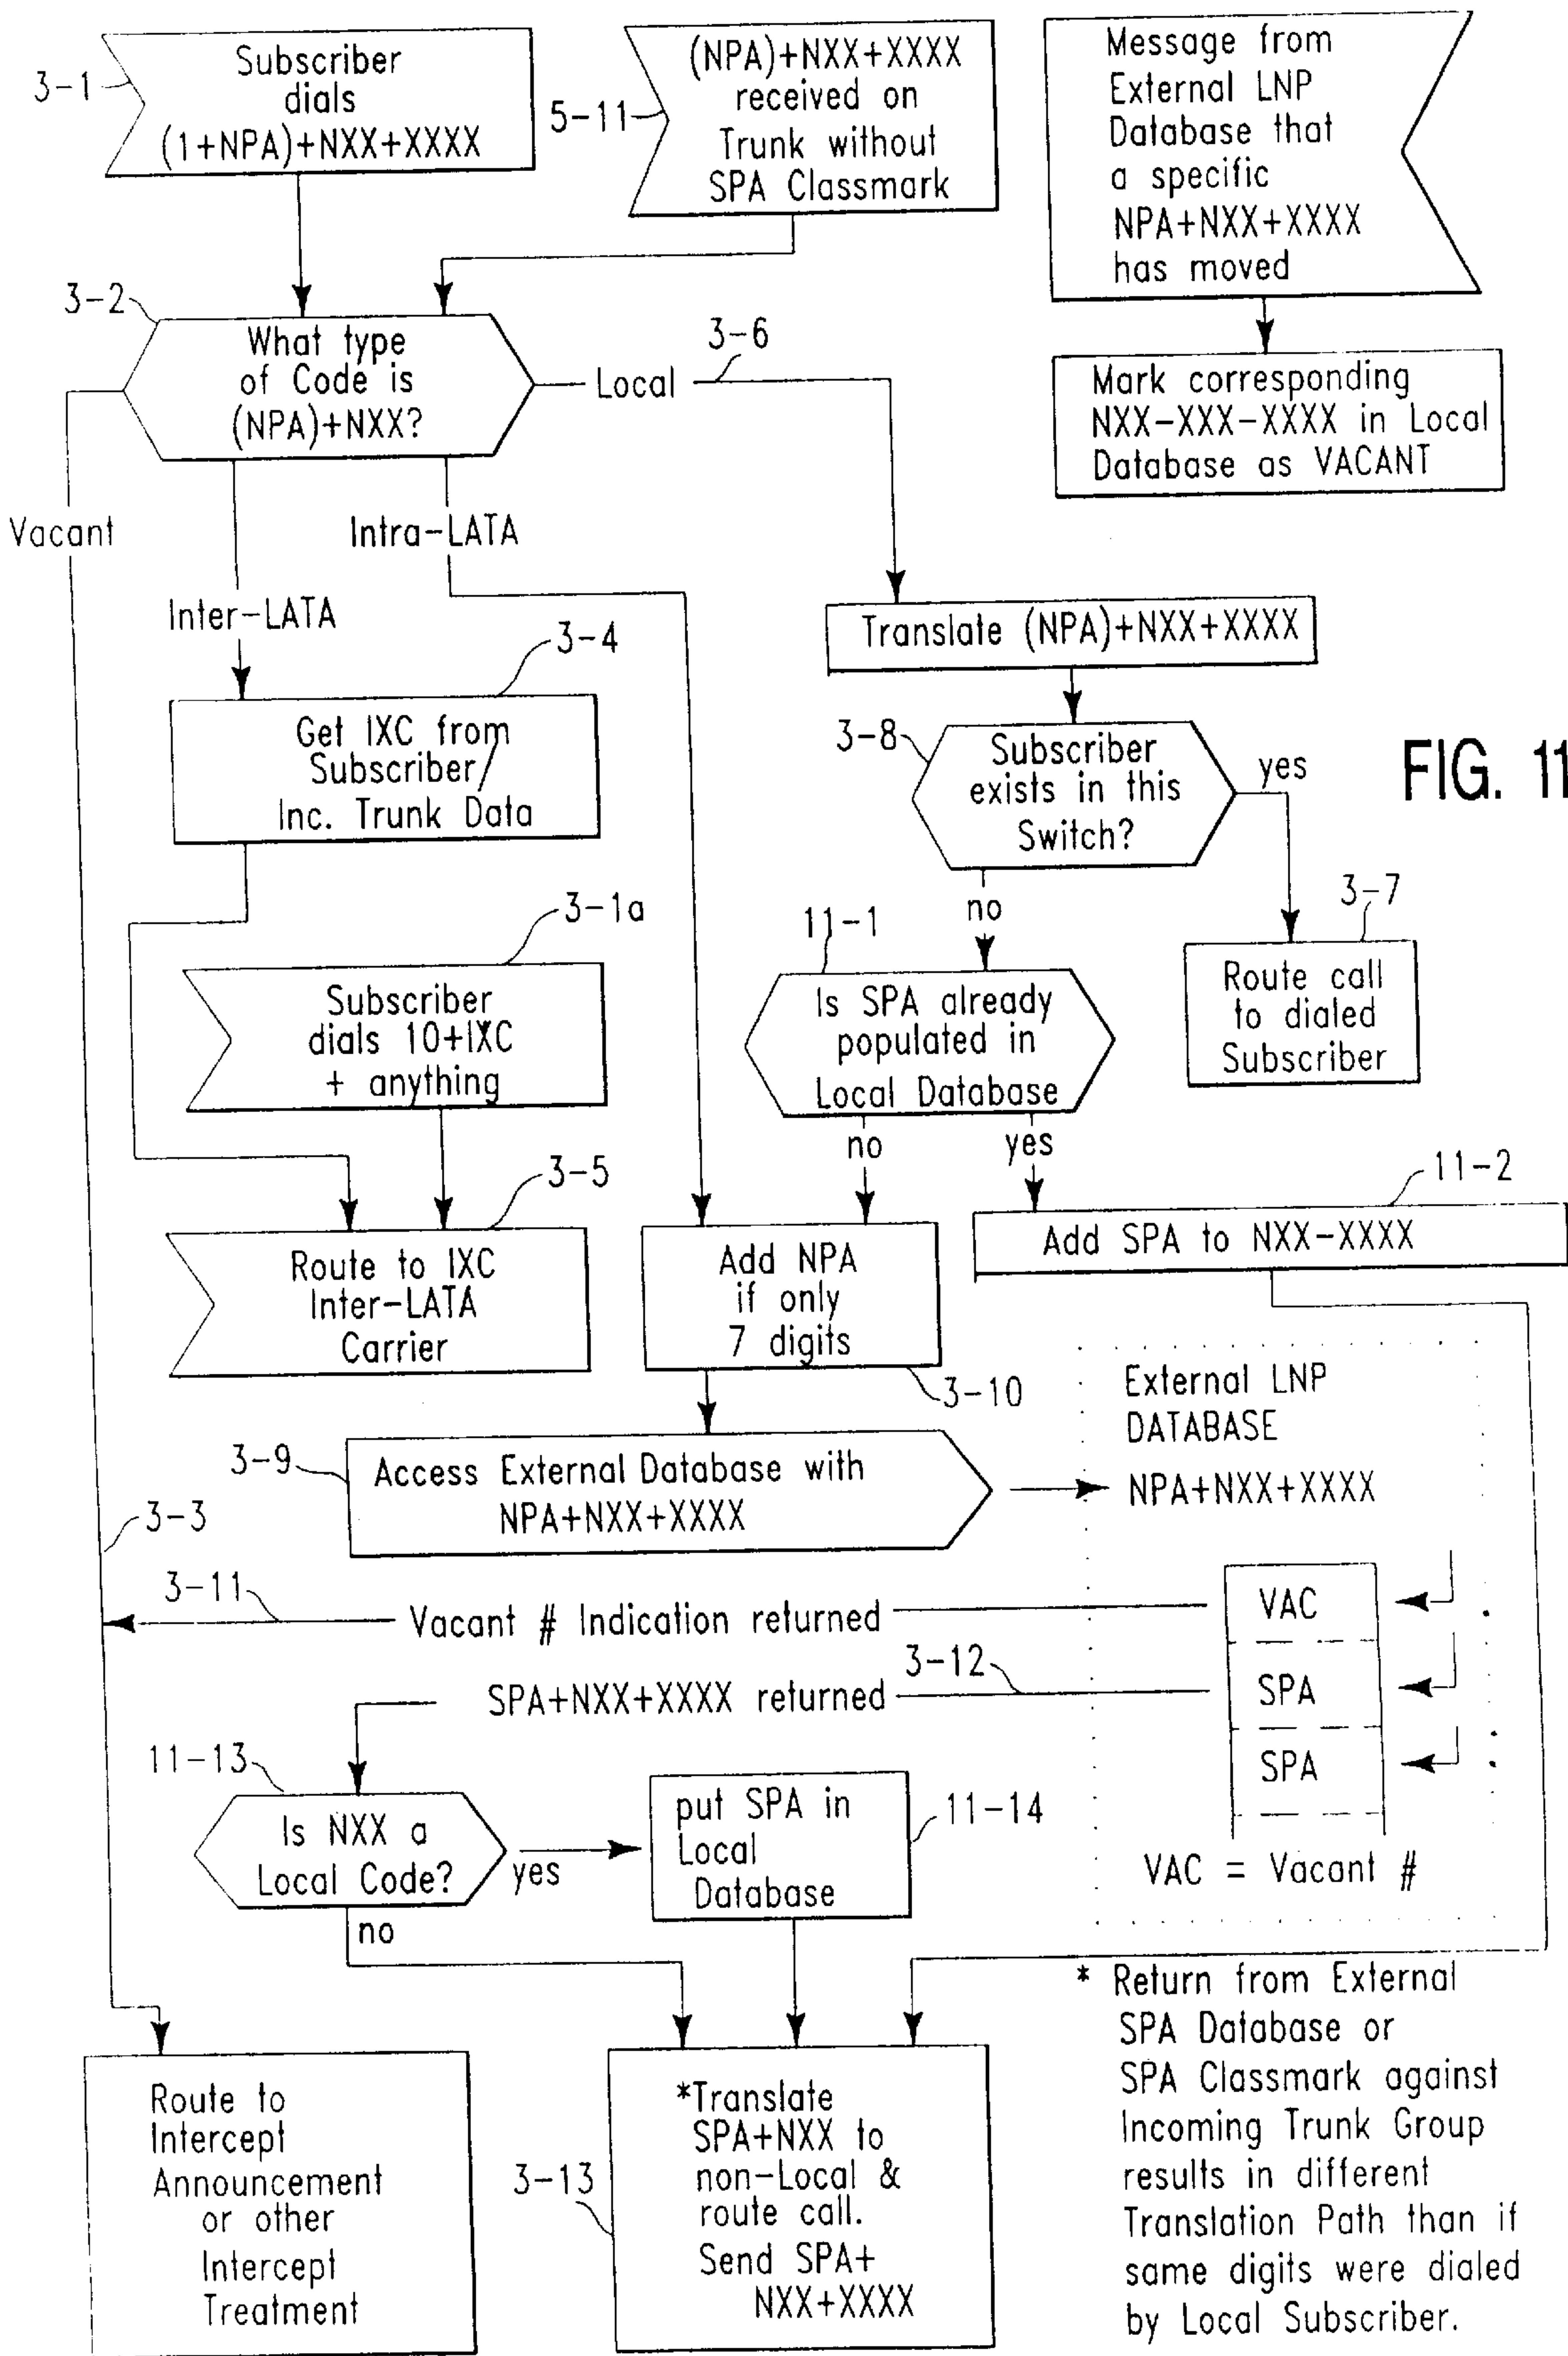 3-1
Subscriber
dials
(1+NPA)+NXX+XXXX
5-11
(NPA)+NXX+XXXX
received on
Trunk without
SPA Classmark
Message from
External LNP
Database that
a specific
NPA+NXX+XXXX
has moved
3-2
What type
of Code is
(NPA)+NXX?
Local
3-6
Mark corresponding
NXX-XXX-XXXX in Local
Database as VACANT
Vacant
Intra-LATA
Inter-LATA
3-4
Get IXC from
Subscriber/
Inc. Trunk Data
Translate (NPA)+NXX+XXXX
3-8
Subscriber
exists in this
Switch?
yes
no
FIG. 11
3-7
Route call
to dialed
Subscriber
3-1a
Subscriber
dials 10+IXC
+ anything
11-1
Is SPA already
populated in
Local Database
no
yes
3-5
Route to IXC
Inter-LATA
Carrier
Add NPA
if only
7 digits
3-10
11-2
Add SPA to NXX-XXXX
External LNP
DATABASE
3-9
Access External Database with
NPA+NXX+XXXX
NPA+NXX+XXXX
3-3
3-11
Vacant # Indication returned
VAC
3-12
SPA+NXX+XXXX returned
SPA
SPA
11-13
Is NXX a
Local Code?
yes
no
put SPA in
Local
Database
11-14
VAC = Vacant #
Route to
Intercept
Announcement
or other
Intercept
Treatment
3-13
*Translate
SPA+NXX to
non-Local &
route call.
Send SPA+
NXX+XXXX
* Return from External
SPA Database or
SPA Classmark against
Incoming Trunk Group
results in different
Translation Path than if
same digits were dialed
by Local Subscriber.